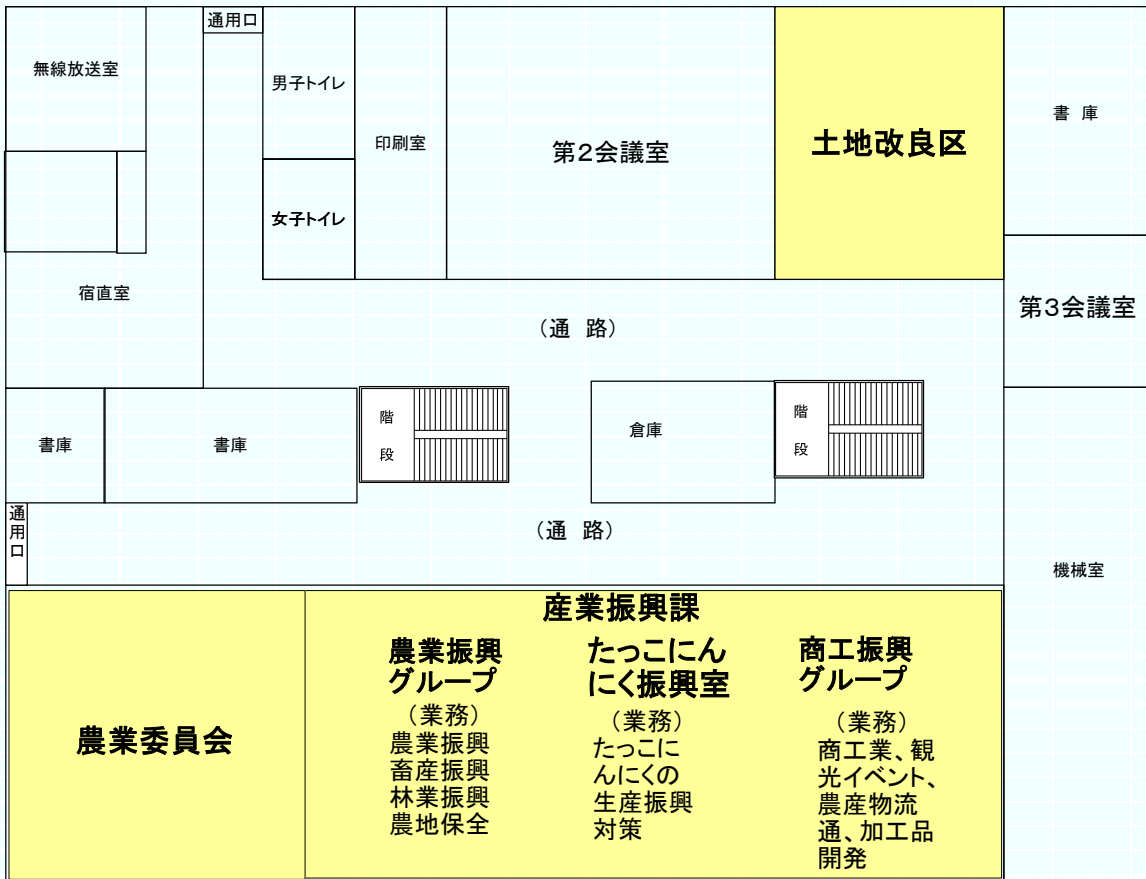 通用口
無線放送室
男子トイレ
印刷室
第2会議室
土地改良区
書 庫
女子トイレ
宿直室
(通 路)
第3会議室
書庫
書庫
階
段
倉庫
階
段
通
用
口
(通 路)
機械室
農業委員会
産業振興課
農業振興
グループ
(業務)
農業振興
畜産振興
林業振興
農地保全
たっこにん
にく振興室
(業務)
たっこに
んにくの
生産振興
対策
商工振興
グループ
(業務)
商工業、観
光イベント、
農産物流
通、加工品
開発